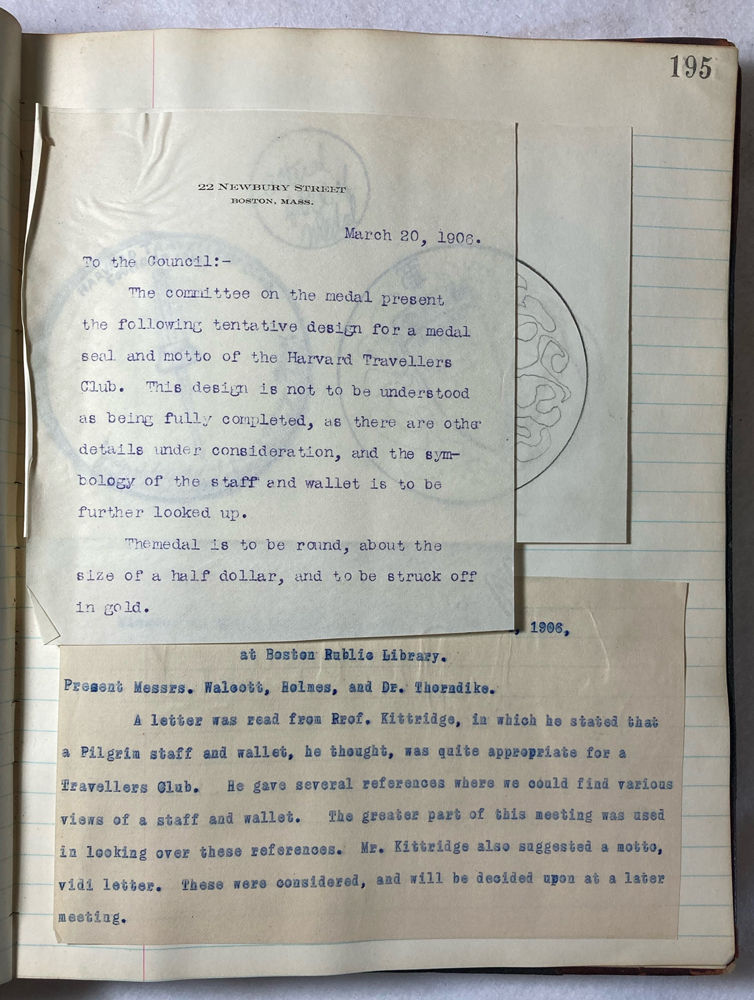 195
22 NEWBURY STREET
BOSTON, MASS.
March 20, 1906.
To the Council:-
The committee on the medal present
the following tentative design for a medal
seal and motto of the Harvard Travellers
Club. This design is not to be understood
as being fully completed, as there are other
details under consideration, and the sym-
bology of the staff and wallet is to be
further looked up.
Themedal is to be round, about the
size of a half dollar, and to be struck off
in gold.
, 1906,
at Boston Public Library.
Present Messrs. Walcott, Holmes, and Dr. Thorndike.
A letter was read from Prof. Kittridge, in which he stated that
a Pilgrim staff and wallet, he thought, was quite appropriate for a
Travellers Club. He gave several references where we could find various
views of a staff and wallet. The greater part of this meeting was used
in looking over these references. Mr. Kittridge also suggested a motto,
vidi letter. These were considered, and will be decided upon at a later
meeting.